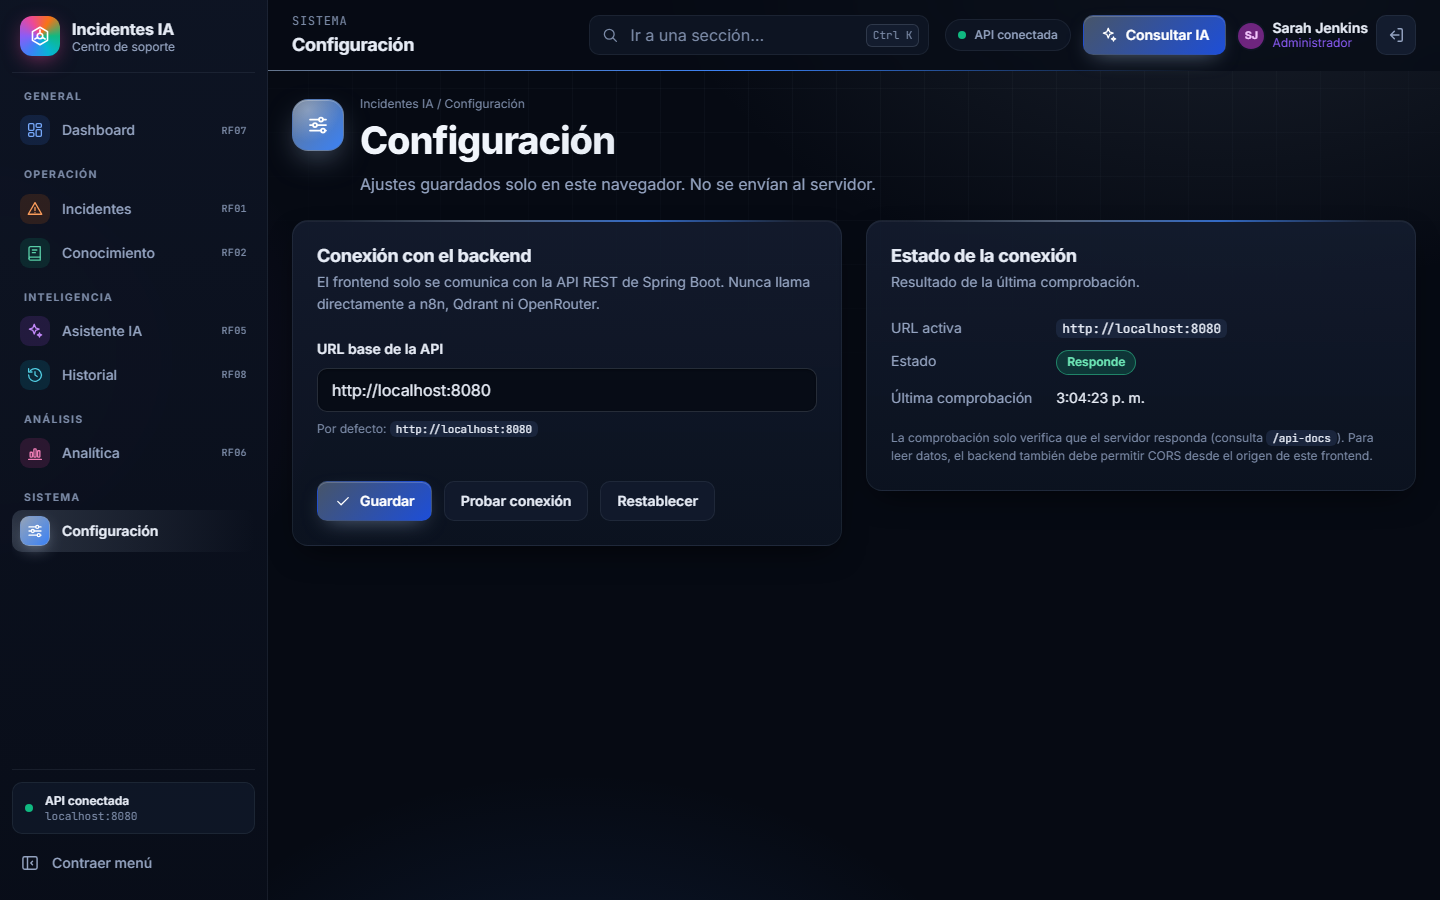 Incidentes IA
Centro de soporte
GENERAL
Dashboard RF07
OPERACIÓN
Incidentes RF01
Conocimiento RF02
INTELIGENCIA
Asistente IA RF05
Historial RF08
ANÁLISIS
Analítica RF06
SISTEMA
Configuración
API conectada
localhost:8080
Contraer menú
SISTEMA
Configuración
Ir a una sección... Ctrl K
API conectada
Consultar IA
SJ
Sarah Jenkins
Administrador
Incidentes IA / Configuración
Configuración
Ajustes guardados solo en este navegador. No se envían al servidor.
Conexión con el backend
El frontend solo se comunica con la API REST de Spring Boot. Nunca llama
directamente a n8n, Qdrant ni OpenRouter.
URL base de la API
http://localhost:8080
Por defecto: http://localhost:8080
Guardar
Probar conexión
Restablecer
Estado de la conexión
Resultado de la última comprobación.
URL activa http://localhost:8080
Estado Responde
Última comprobación 3:04:23 p. m.
La comprobación solo verifica que el servidor responda (consulta /api-docs). Para
leer datos, el backend también debe permitir CORS desde el origen de este frontend.